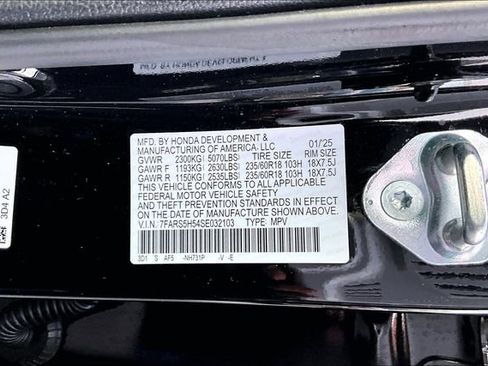 MFD. BY HONDA DEVELOPMENT &
MANUFACTURING OF AMERICA, LLC 01/25
GVWR 2300KG( 5070LBS) TIRE SIZE RIM SIZE
GAWR F 1193KG( 2630LBS) 235/60R18 103H 18X7.5J
GAWR R 1150KG( 2535LBS) 235/60R18 103H 18X7.5J
THIS VEHICLE CONFORMS TO ALL APPLICABLE
FEDERAL MOTOR VEHICLE SAFETY,
AND THEFT PREVENTION STANDARDS IN EFFECT ON
THE DATE OF MANUFACTURE SHOWN ABOVE.
V.I.N.: 7FARS5H54SE032103 TYPE: MPV
3D1 S AF5 -NH731P -V -E
3D4 A2